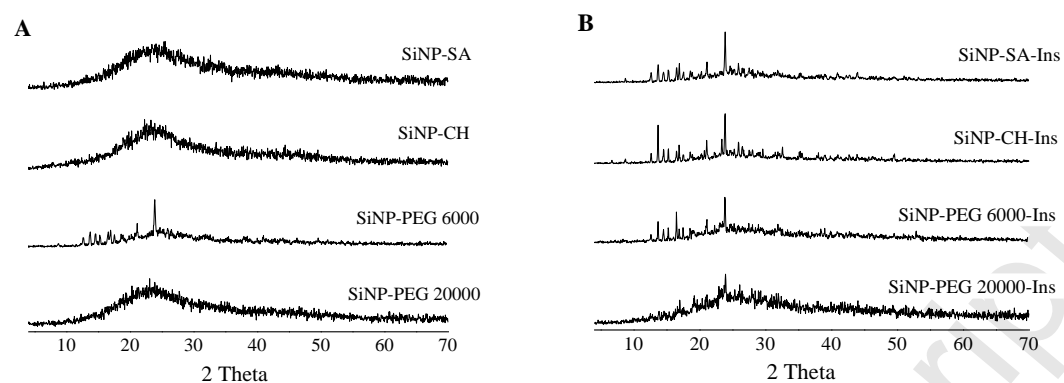 A
SiNP-SA
SiNP-CH
SiNP-PEG 6000
SiNP-PEG 20000
10 20 30 40 50 60 70
2 Theta
B
SiNP-SA-Ins
SiNP-CH-Ins
SiNP-PEG 6000-Ins
SiNP-PEG 20000-Ins
10 20 30 40 50 60 70
2 Theta